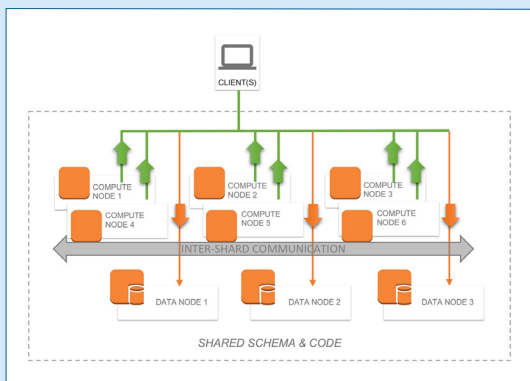 CLIENT(S)
COMPUTE
NODE 1
COMPUTE
NODE 2
COMPUTE
NODE 3
COMPUTE
NODE 4
COMPUTE
NODE 5
COMPUTE
NODE 6
INTER-SHARD COMMUNICATION
DATA NODE 1
DATA NODE 2
DATA NODE 3
SHARED SCHEMA & CODE